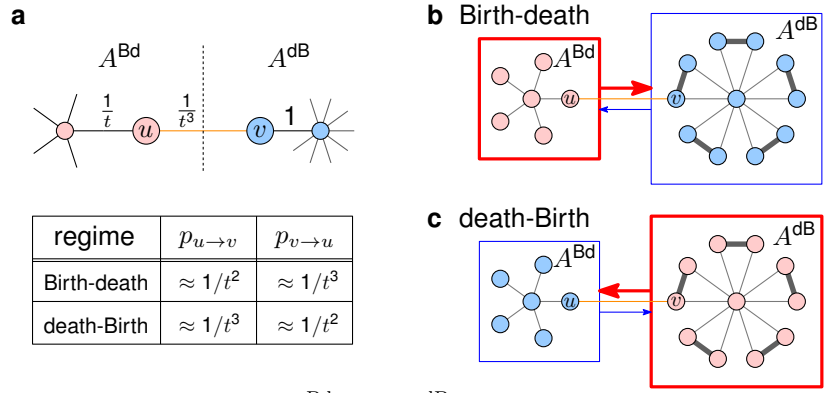 a
A^Bd A^dB
1/t 1/t^3
u v 1
regime p_{u→v} p_{v→u}
Birth-death ≈ 1/t^2 ≈ 1/t^3
death-Birth ≈ 1/t^3 ≈ 1/t^2
b Birth-death
A^Bd A^dB
u v
c death-Birth
A^Bd A^dB
u v